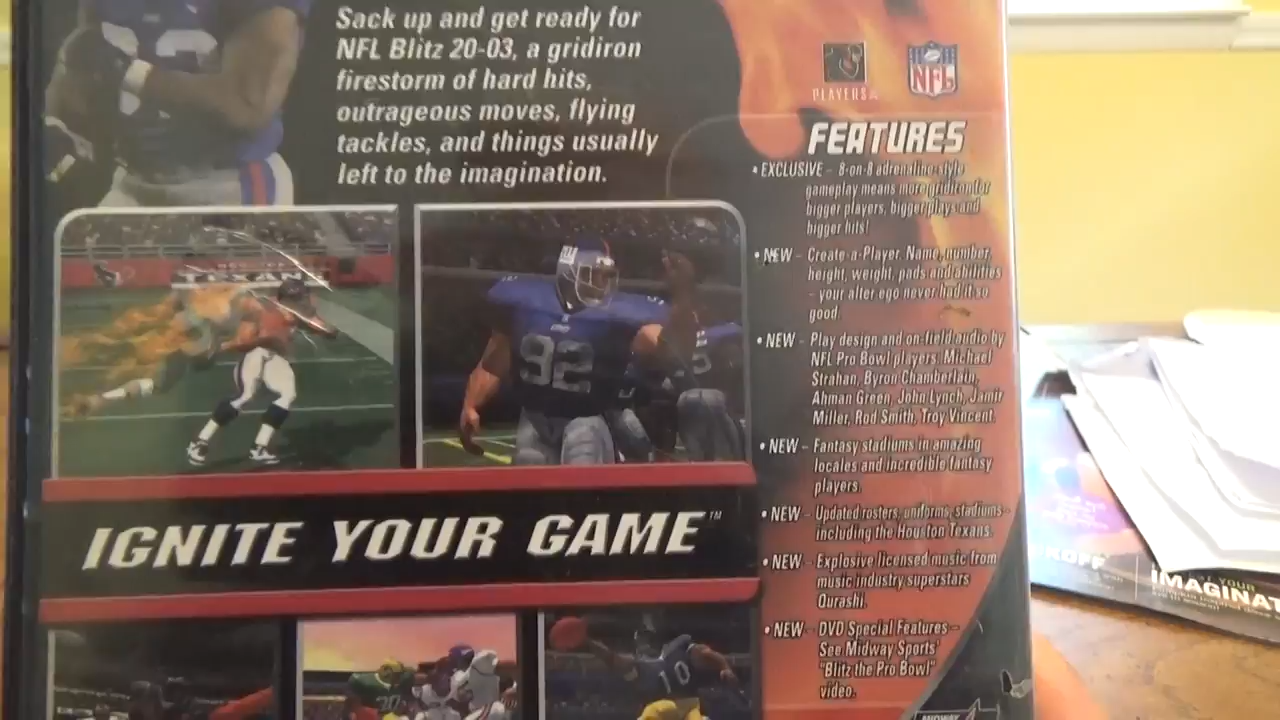 Sack up and get ready for
NFL Blitz 20-03, a gridiron
firestorm of hard hits,
outrageous moves, flying
tackles, and things usually
left to the imagination.
PLAYERS
NFL
FEATURES
• EXCLUSIVE – 8-on-8 adrenaline-style
gameplay means more gridiron for
bigger players, bigger plays and
bigger hits!
• NEW – Create-a-Player. Name, number,
height, weight, pads and abilities
– your alter ego never had it so
good.
• NEW – Play design and on-field audio by
NFL Pro Bowl players. Michael
Strahan, Byron Chamberlain,
Ahman Green, John Lynch, Jamir
Miller, Rod Smith, Troy Vincent.
• NEW – Fantasy stadiums in amazing
locales and incredible fantasy
players.
• NEW – Updated rosters, uniforms, stadiums –
including the Houston Texans.
• NEW – Explosive licensed music from
music industry superstars
Ourashi.
• NEW – DVD Special Features –
See Midway Sports'
"Blitz the Pro Bowl"
video.
TEXANS
92
IGNITE YOUR GAME™
10
MIDWAY
KOFF
YOUR
IMAGINAT